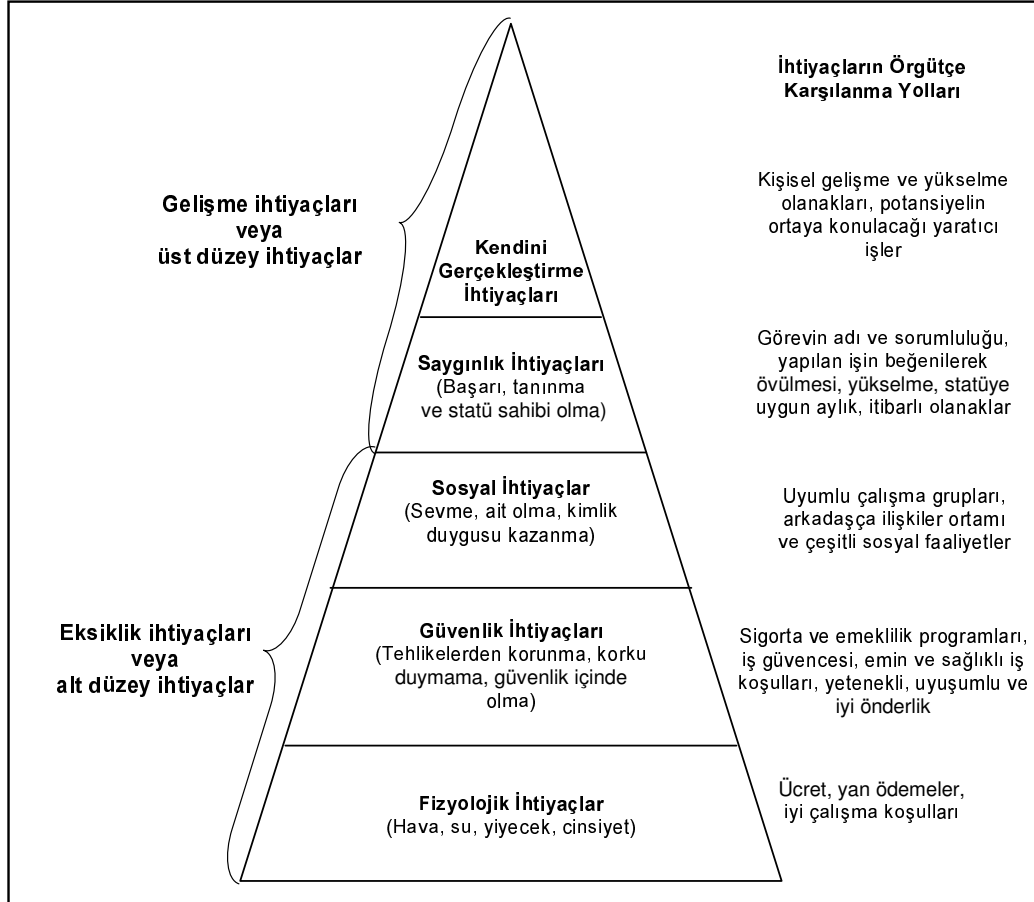 İhtiyaçların Örgütçe
Karşılanma Yolları
Gelişme ihtiyaçları
veya
üst düzey ihtiyaçlar
Kişisel gelişme ve yükselme
olanakları, potansiyelin
ortaya konulacağı yaratıcı
işler
Kendini
Gerçekleştirme
İhtiyaçları
Saygınlık İhtiyaçları
(Başarı, tanınma
ve statü sahibi olma)
Görevin adı ve sorumluluğu,
yapılan işin beğenilerek
övülmesi, yükselme, statüye
uygun aylık, itibarlı olanaklar
Sosyal İhtiyaçlar
(Sevme, ait olma, kimlik
duygusu kazanma)
Uyumlu çalışma grupları,
arkadaşça ilişkiler ortamı
ve çeşitli sosyal faaliyetler
Eksiklik ihtiyaçları
veya
alt düzey ihtiyaçlar
Güvenlik İhtiyaçları
(Tehlikelerden korunma, korku
duymama, güvenlik içinde
olma)
Sigorta ve emeklilik programları,
iş güvencesi, emin ve sağlıklı iş
koşulları, yetenekli, uyuşumlu ve
iyi önderlik
Fizyolojik İhtiyaçlar
(Hava, su, yiyecek, cinsiyet)
Ücret, yan ödemeler,
iyi çalışma koşulları